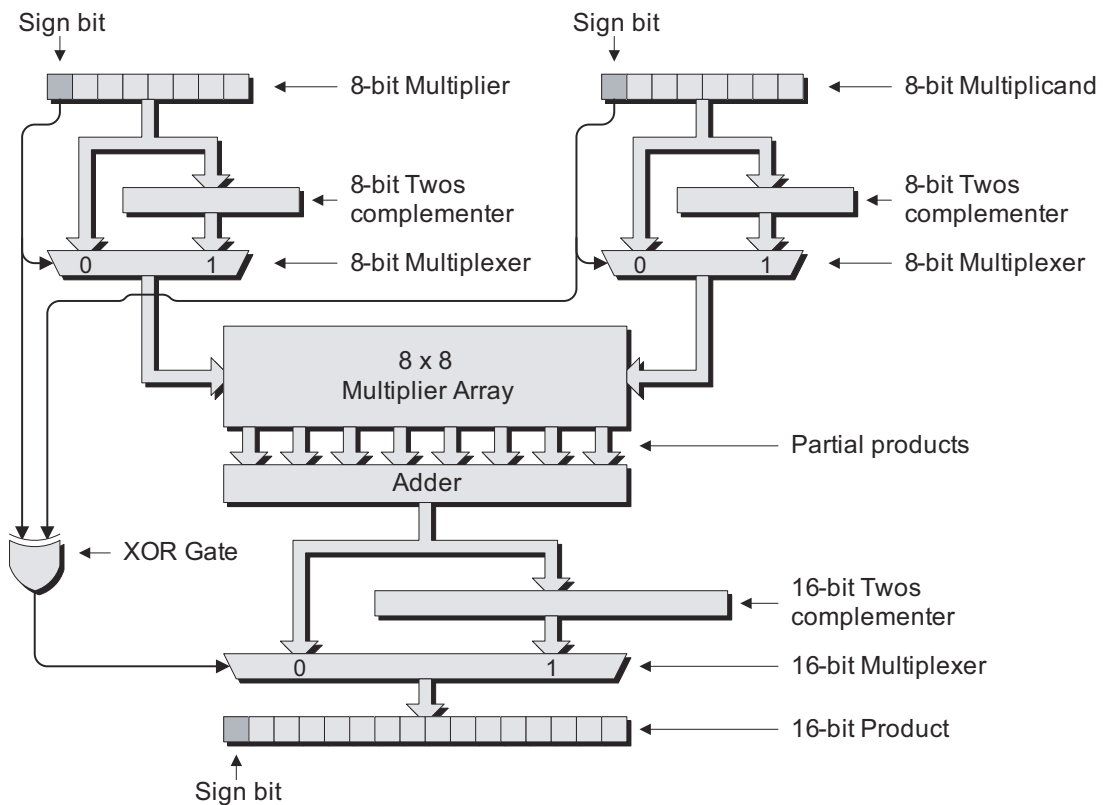 Sign bit
Sign bit
8-bit Multiplier
8-bit Multiplicand
8-bit Twos
complementer
8-bit Twos
complementer
0
1
8-bit Multiplexer
0
1
8-bit Multiplexer
8 x 8
Multiplier Array
Partial products
Adder
XOR Gate
16-bit Twos
complementer
0
1
16-bit Multiplexer
16-bit Product
Sign bit